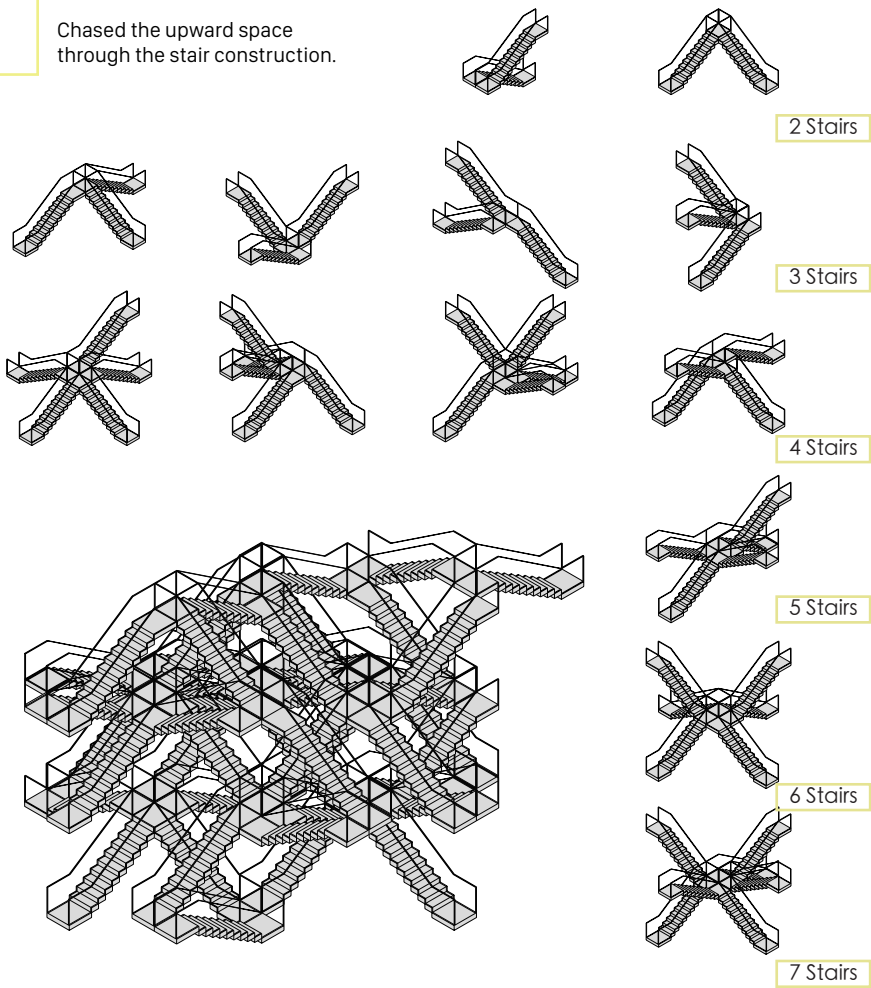 Chased the upward space
through the stair construction.
2 Stairs
3 Stairs
4 Stairs
5 Stairs
6 Stairs
7 Stairs